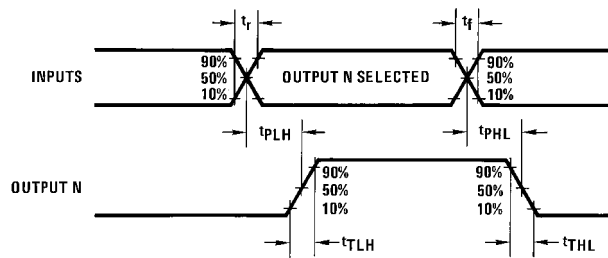 tr
tf
INPUTS
90%
50%
10%
OUTPUT N SELECTED
90%
50%
10%
tPLH
tPHL
OUTPUT N
90%
50%
10%
90%
50%
10%
tTLH
tTHL